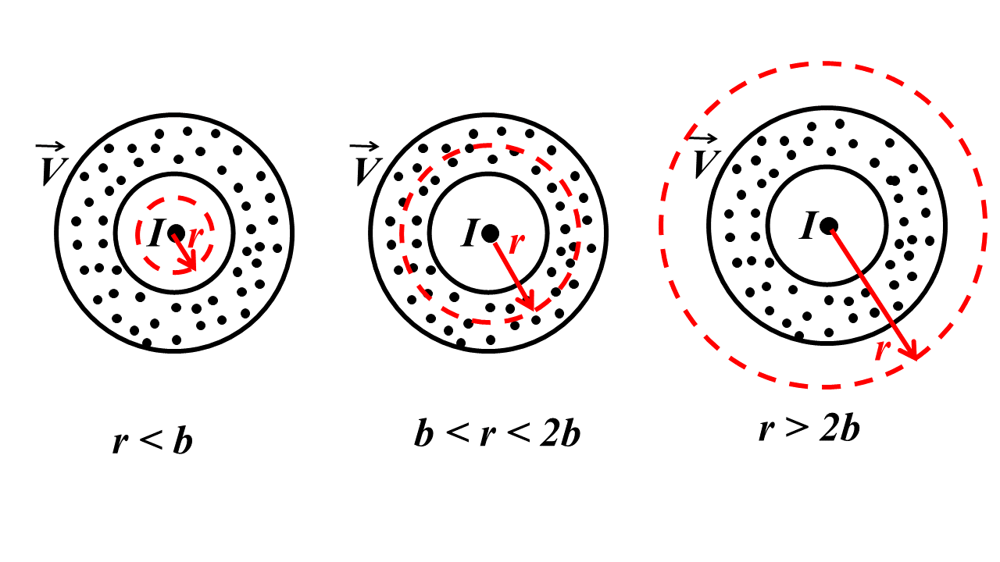 V⃗ I r
V⃗ I r
V⃗ I r
r < b
b < r < 2b
r > 2b